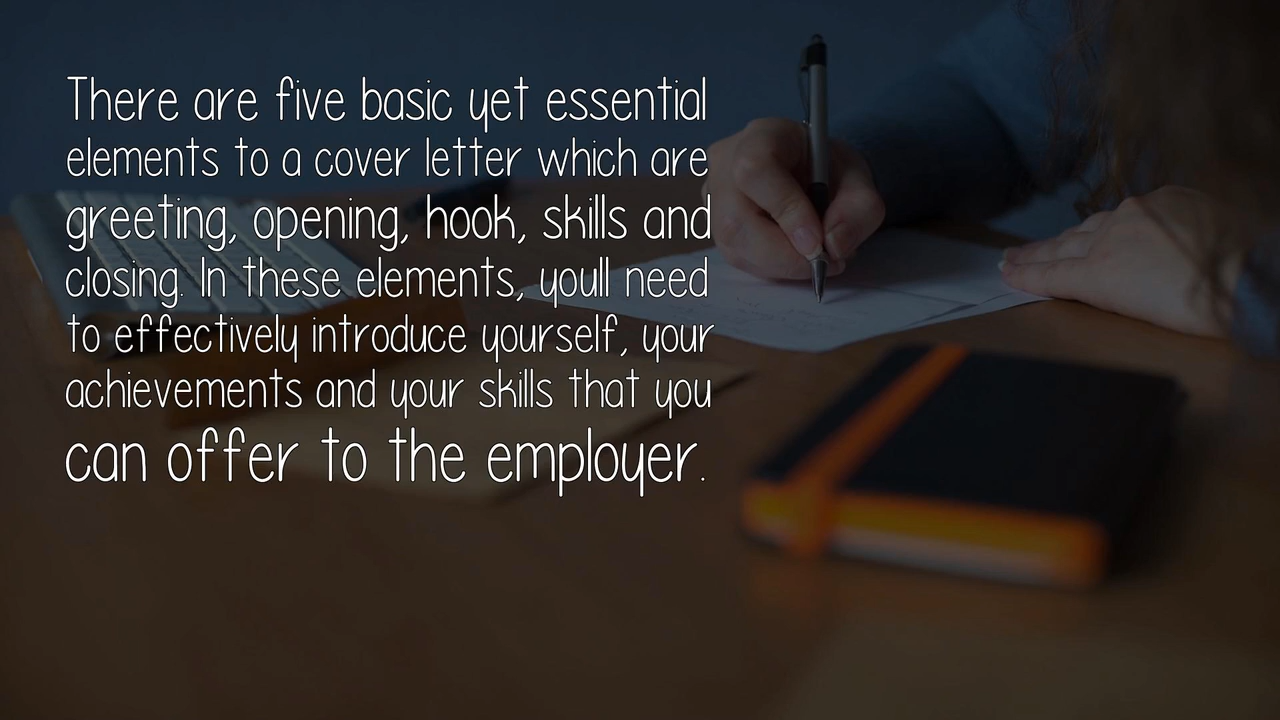 There are five basic yet essential
elements to a cover letter which are
greeting, opening, hook, skills and
closing. In these elements, youll need
to effectively introduce yourself, your
achievements and your skills that you
can offer to the employer.